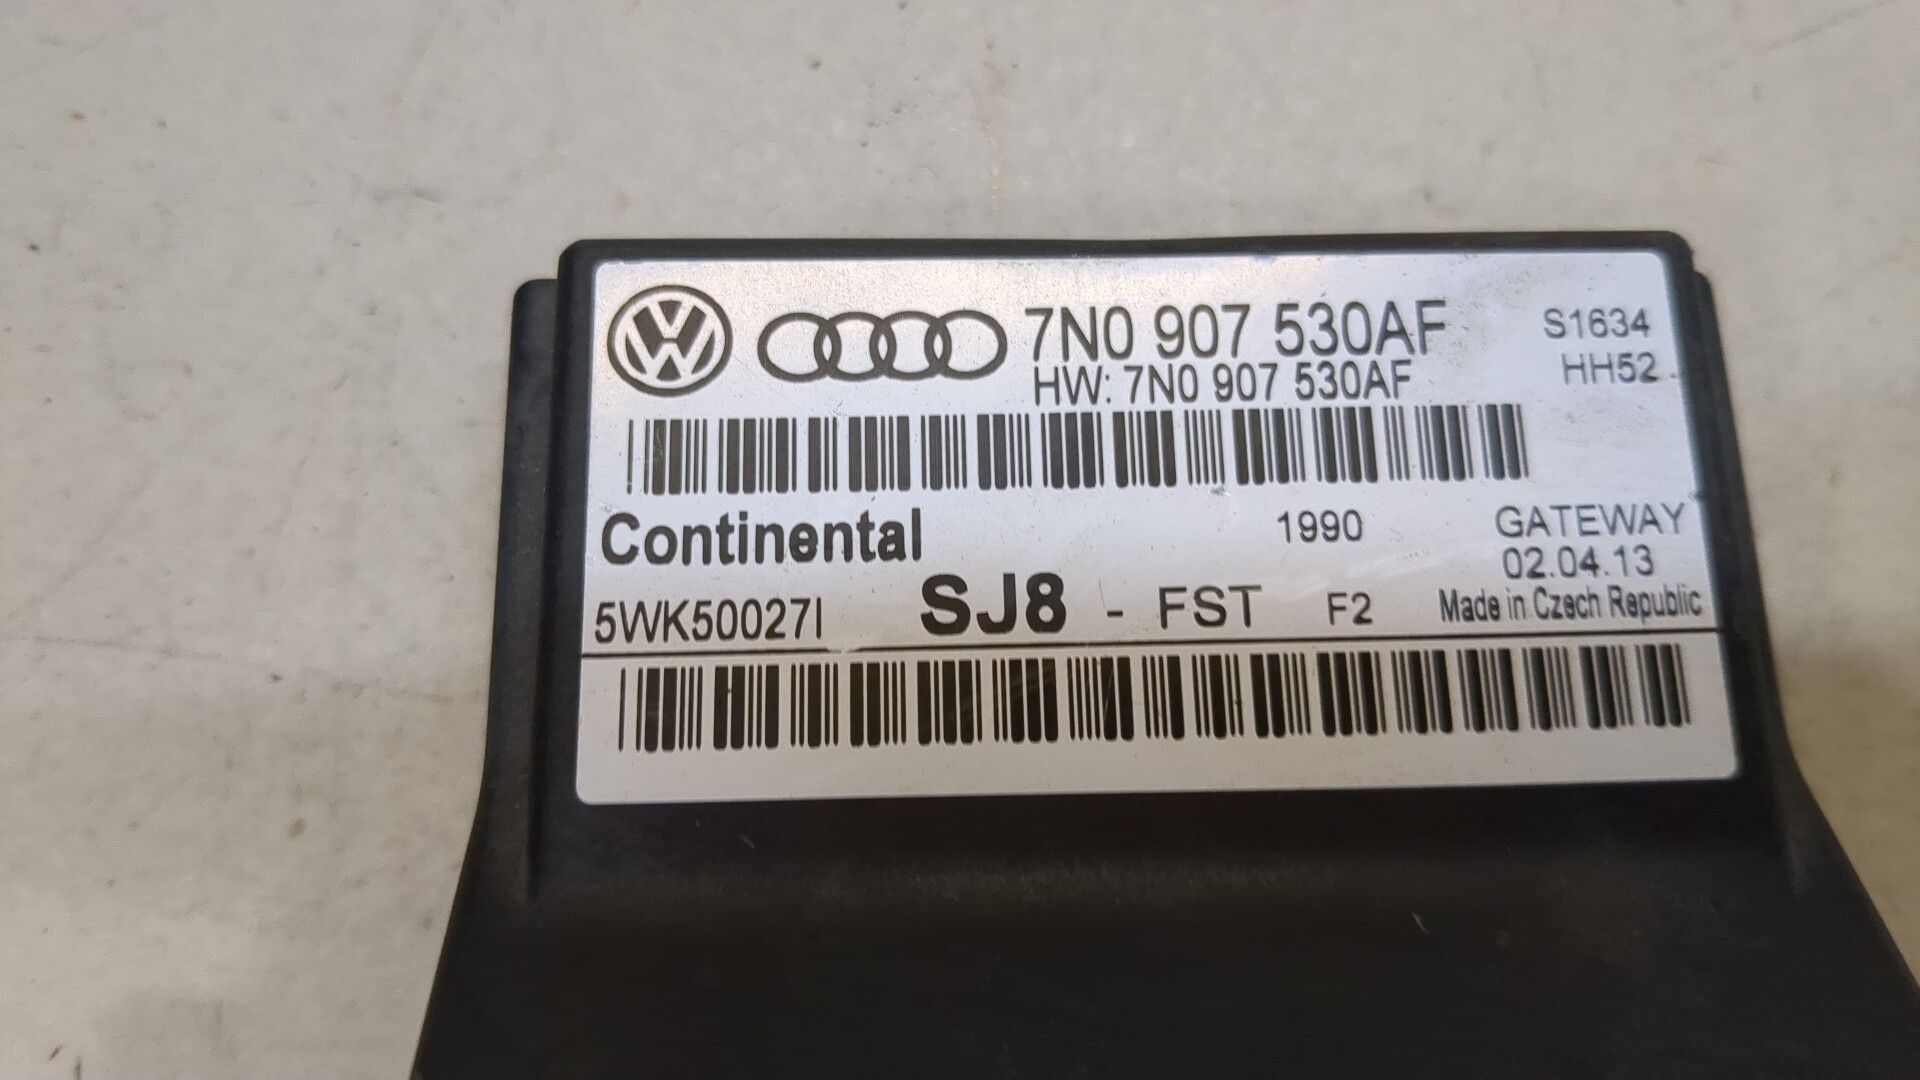 7N0 907 530AF S1634
HW: 7N0 907 530AF HH52
Continental 1990 GATEWAY
02.04.13
5WK50027I SJ8 - FST F2 Made in Czech Republic